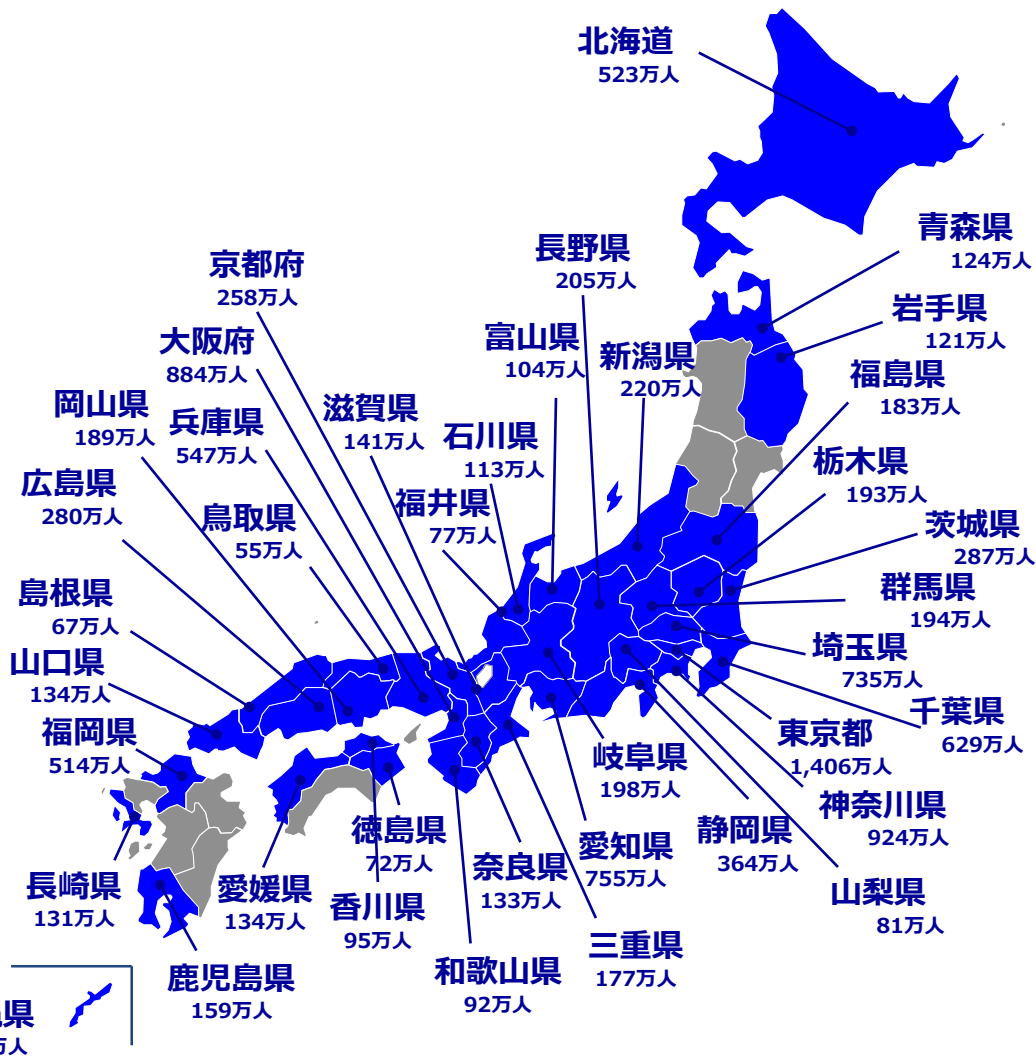 北海道
523万人
青森県
124万人
岩手県
121万人
福島県
183万人
栃木県
193万人
茨城県
287万人
群馬県
194万人
埼玉県
735万人
千葉県
629万人
東京都
1,406万人
神奈川県
924万人
山梨県
81万人
静岡県
364万人
長野県
205万人
新潟県
220万人
富山県
104万人
石川県
113万人
福井県
77万人
岐阜県
198万人
愛知県
755万人
三重県
177万人
滋賀県
141万人
京都府
258万人
大阪府
884万人
兵庫県
547万人
奈良県
133万人
和歌山県
92万人
鳥取県
55万人
岡山県
189万人
広島県
280万人
島根県
67万人
山口県
134万人
香川県
95万人
徳島県
72万人
愛媛県
134万人
福岡県
514万人
長崎県
131万人
鹿児島県
159万人
県
万人